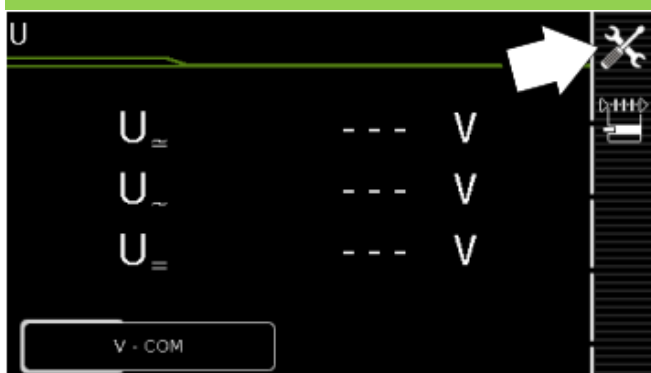 U
U≃ --- V
U~ --- V
U= --- V
V - COM